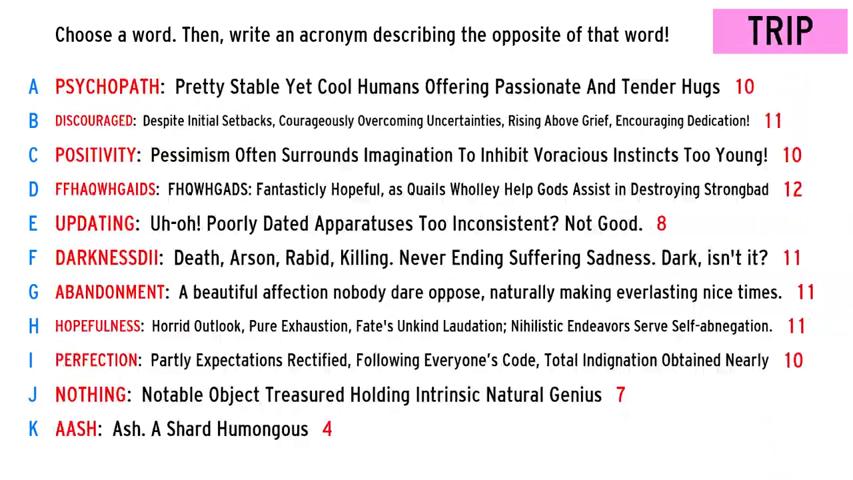 Choose a word. Then, write an acronym describing the opposite of that word!
TRIP
A PSYCHOPATH: Pretty Stable Yet Cool Humans Offering Passionate And Tender Hugs 10
B DISCOURAGED: Despite Initial Setbacks, Courageously Overcoming Uncertainties, Rising Above Grief, Encouraging Dedication! 11
C POSITIVITY: Pessimism Often Surrounds Imagination To Inhibit Voracious Instincts Too Young! 10
D FFHAOWHGAIDS: FHQWHGADS: Fantasticly Hopeful, as Quails Wholley Help Gods Assist in Destroying Strongbad 12
E UPDATING: Uh-oh! Poorly Dated Apparatuses Too Inconsistent? Not Good. 8
F DARKNESSDII: Death, Arson, Rabid, Killing. Never Ending Suffering Sadness. Dark, isn't it? 11
G ABANDONMENT: A beautiful affection nobody dare oppose, naturally making everlasting nice times. 11
H HOPEFULNESS: Horrid Outlook, Pure Exhaustion, Fate's Unkind Laudation; Nihilistic Endeavors Serve Self-abnegation. 11
I PERFECTION: Partly Expectations Rectified, Following Everyone's Code, Total Indignation Obtained Nearly 10
J NOTHING: Notable Object Treasured Holding Intrinsic Natural Genius 7
K AASH: Ash. A Shard Humongous 4